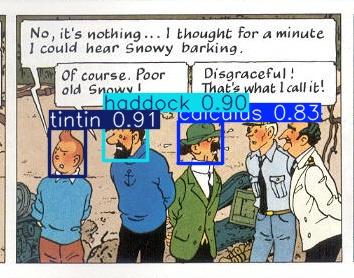 No, it's nothing... I thought for a minute
I could hear Snowy barking.
Of course. Poor
old Snowy!
Disgraceful!
That's what I call it!
haddock 0.90
tintin 0.91
calculus 0.83